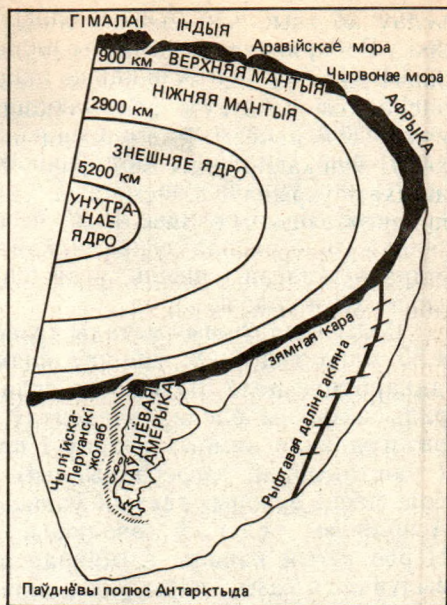 ГІМАЛАІ
ІНДЫЯ
Аравійскаё мора
900 км
ВЕРХНЯЯ МАНТЫЯ
Чырвонае мора
НІЖНЯЯ МАНТЫЯ
АФРЫКА
2900 км
ЗНЕШНЯЕ ЯДРО
5200 км
УНУТРА
НАЕ
ЯДРО
зямная кара
Чылійска-
Перуанскі
жолаб
ПАЎДНЁВАЯ
АМЕРЫКА
Рыфтавая даліна акіяна
Паўднёвы полюс Антарктыда